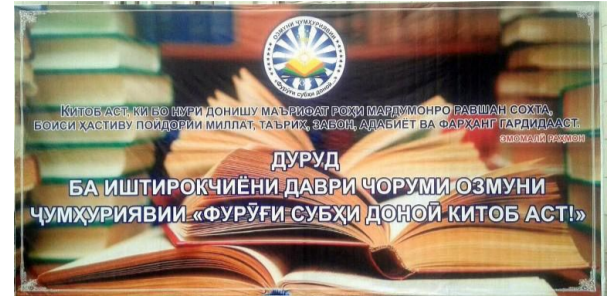 ОЗМУНИ ҶУМҲУРИЯВИИ
«Фурӯғи субҳи доноӣ...
КИТОБ АСТ, КИ БО НУРИ ДОНИШУ МАЪРИФАТ РОҲИ МАРДУМОНРО РАВШАН СОХТА,
БОИСИ ҲАСТИВУ ПОЙДОРИИ МИЛЛАТ, ТАЪРИХ, ЗАБОН, АДАБИЁТ ВА ФАРҲАНГ ГАРДИДААСТ.
ЭМОМАЛӢ РАҲМОН
ДУРУД
БА ИШТИРОКЧИЁНИ ДАВРИ ЧОРУМИ ОЗМУНИ
ҶУМҲУРИЯВИИ «ФУРӮҒИ СУБҲИ ДОНОӢ КИТОБ АСТ!»